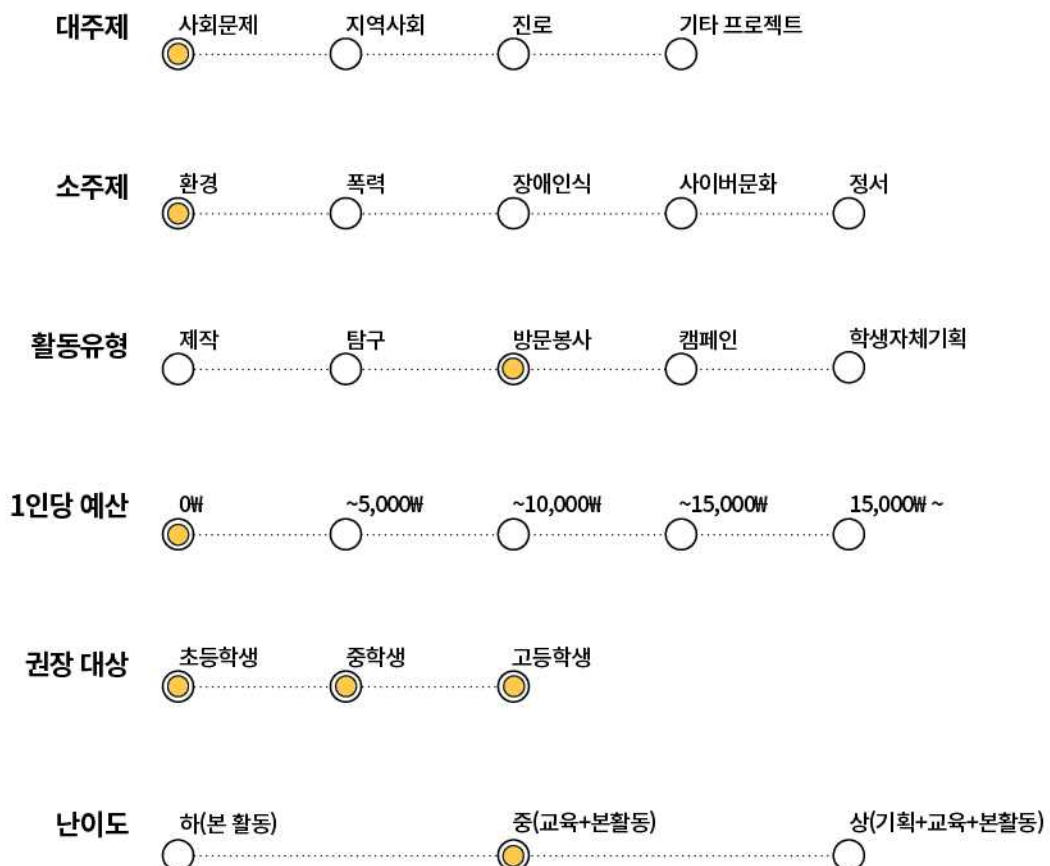 대주제 사회문제 지역사회 진로 기타 프로젝트
소주제 환경 폭력 장애인식 사이버문화 정서
활동유형 제작 탐구 방문봉사 캠페인 학생자체기획
1인당 예산 0₩ ~5,000₩ ~10,000₩ ~15,000₩ 15,000₩ ~
권장 대상 초등학생 중학생 고등학생
난이도 하(본 활동) 중(교육+본활동) 상(기획+교육+본활동)